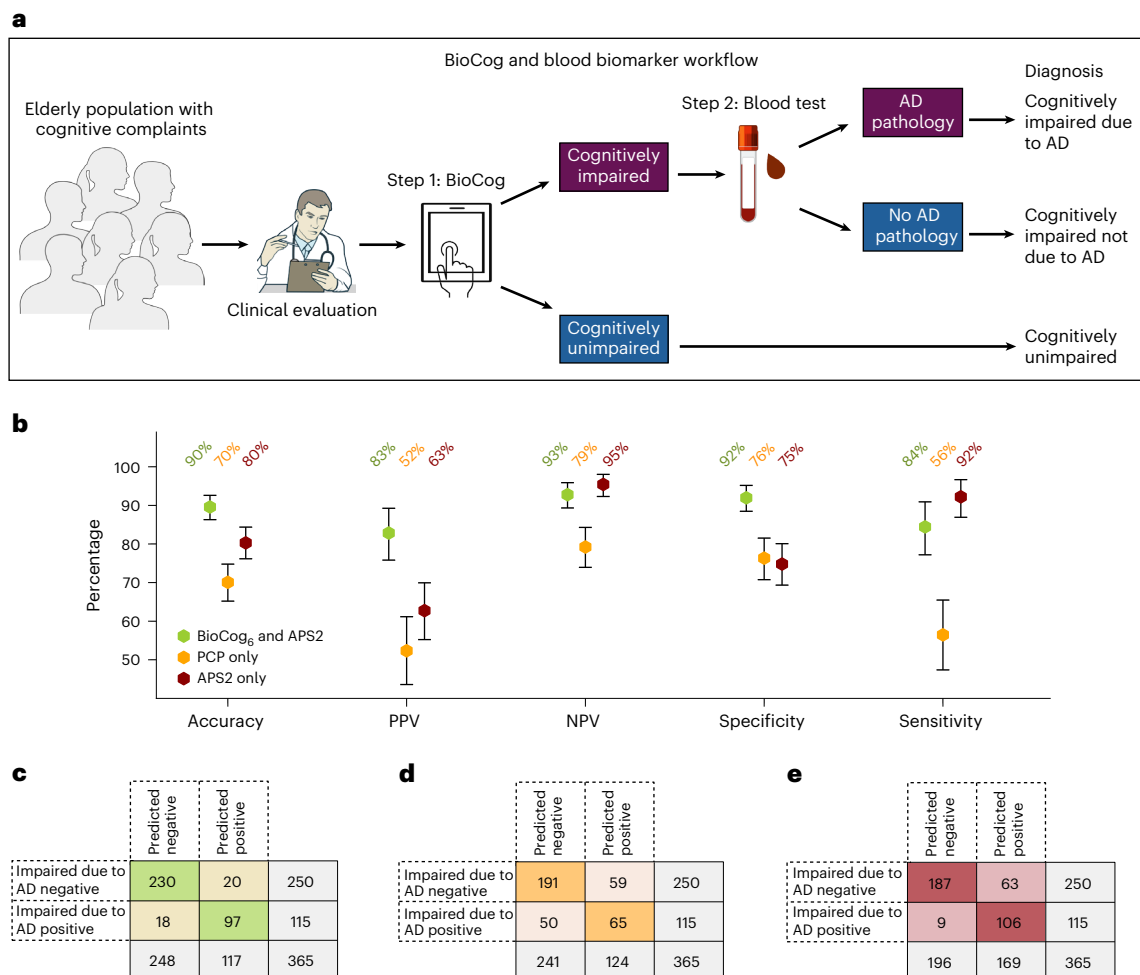 a
BioCog and blood biomarker workflow
Elderly population with
cognitive complaints
Clinical evaluation
Step 1: BioCog
Cognitively
impaired
Cognitively
unimpaired
Step 2: Blood test
AD
pathology
No AD
pathology
Diagnosis
Cognitively
impaired due
to AD
Cognitively
impaired not
due to AD
Cognitively
unimpaired
b
90% 70% 80% 83% 52% 63% 93% 79% 95% 92% 76% 75% 84% 56% 92%
Percentage
100
90
80
70
60
50
BioCog₆ and APS2
PCP only
APS2 only
Accuracy PPV NPV Specificity Sensitivity
c
Predicted
negative
Predicted
positive
Impaired due to
AD negative
230 20 250
Impaired due to
AD positive
18 97 115
248 117 365
d
Predicted
negative
Predicted
positive
Impaired due to
AD negative
191 59 250
Impaired due to
AD positive
50 65 115
241 124 365
e
Predicted
negative
Predicted
positive
Impaired due to
AD negative
187 63 250
Impaired due to
AD positive
9 106 115
196 169 365